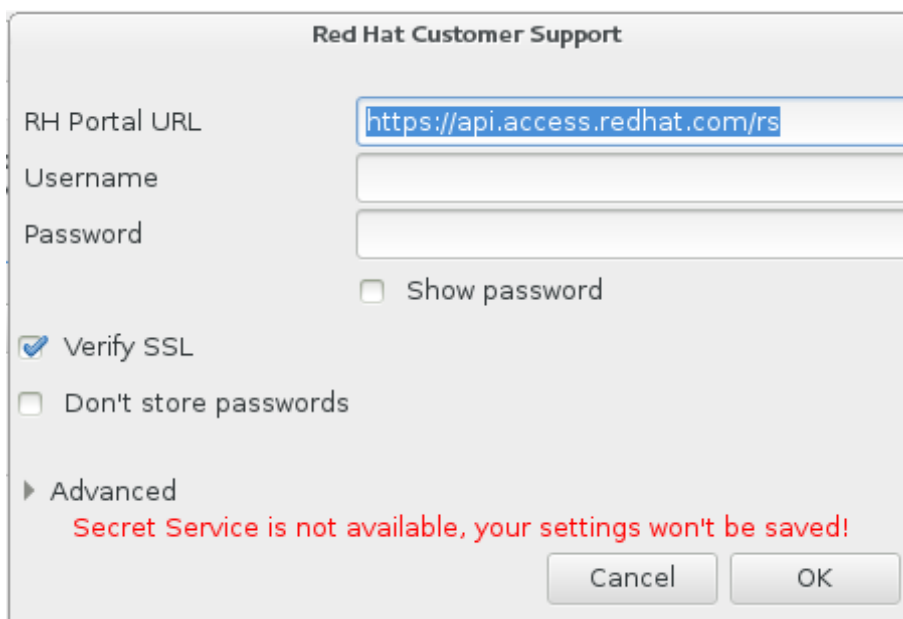 Red Hat Customer Support
RH Portal URL https://api.access.redhat.com/rs
Username
Password
Show password
Verify SSL
Don't store passwords
Advanced
Secret Service is not available, your settings won't be saved!
Cancel OK